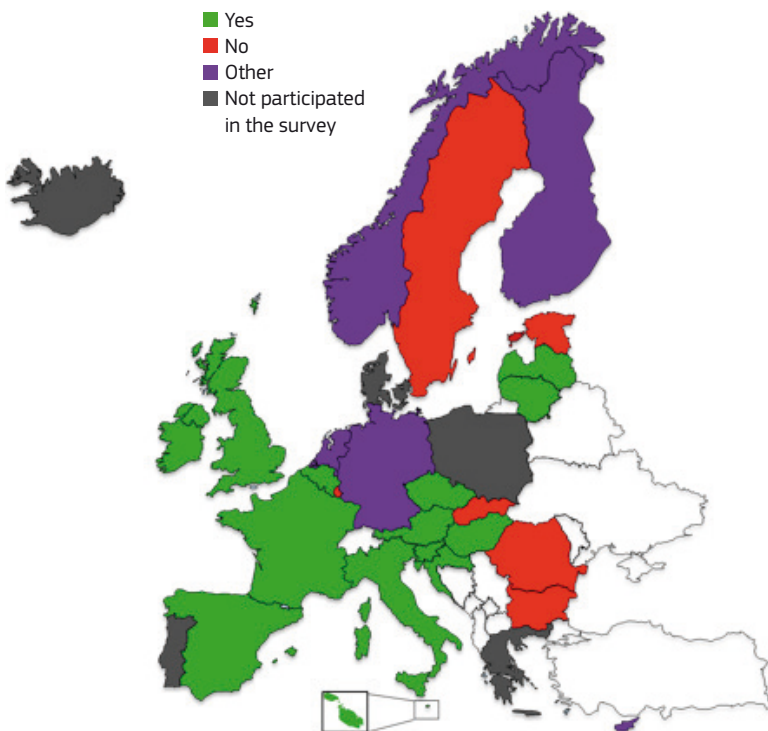 Yes
No
Other
Not participated
in the survey